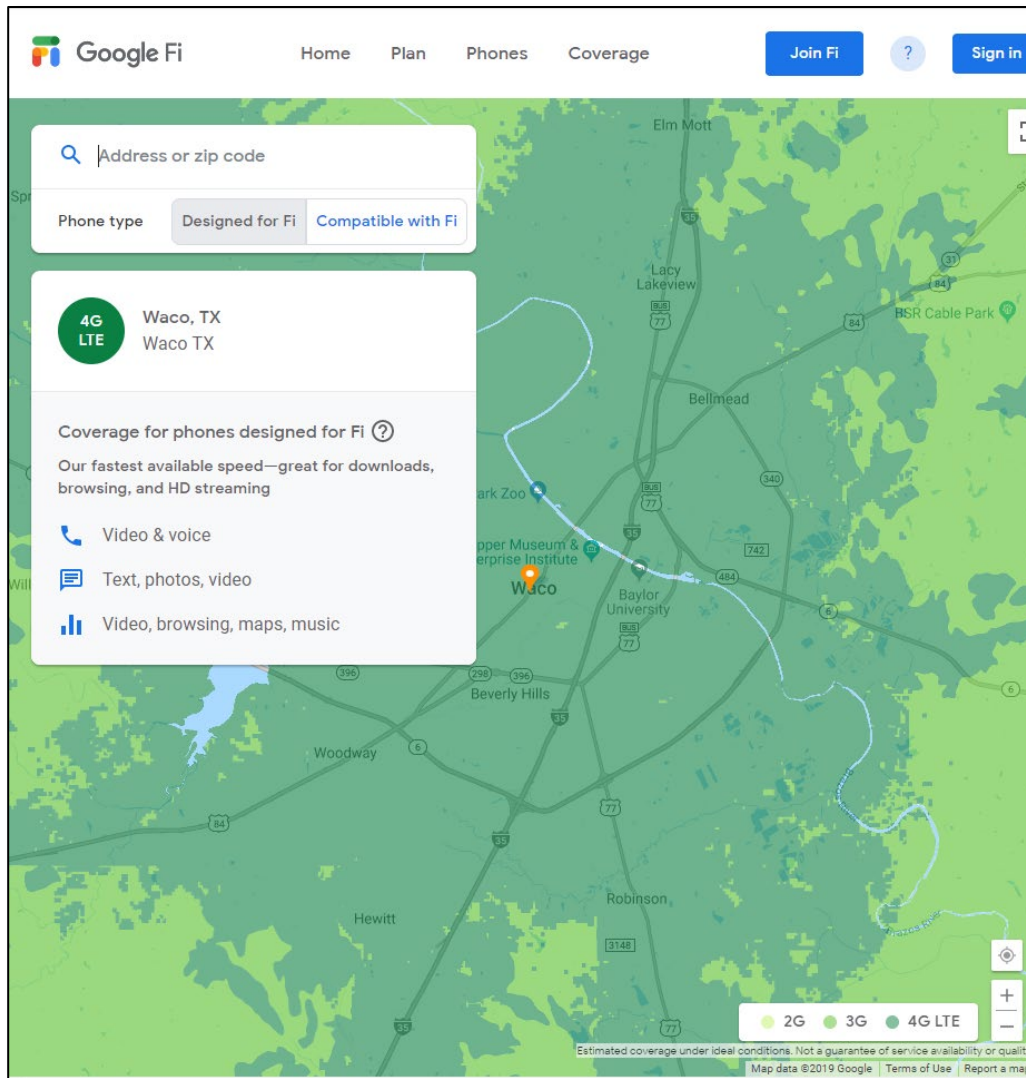 Google Fi
Home Plan Phones Coverage Join Fi ? Sign in
Address or zip code
Phone type Designed for Fi Compatible with Fi
4G
LTE
Waco, TX
Waco TX
Coverage for phones designed for Fi ?
Our fastest available speed—great for downloads,
browsing, and HD streaming
Video & voice
Text, photos, video
Video, browsing, maps, music
Elm Mott
35
31
84
Lacy
Lakeview
BUS
77
84
BSR Cable Park
Bellmead
340
ark Zoo
BUS
77
35
pper Museum &
erprise Institute
742
Waco
484
Baylor
University
6
BUS
77
396
298
396
6
Beverly Hills
35
Woodway
6
77
84
35
Robinson
Hewitt
3148
35
77
2G 3G 4G LTE
+
−
Estimated coverage under ideal conditions. Not a guarantee of service availability or qualit
Map data ©2019 Google Terms of Use Report a map